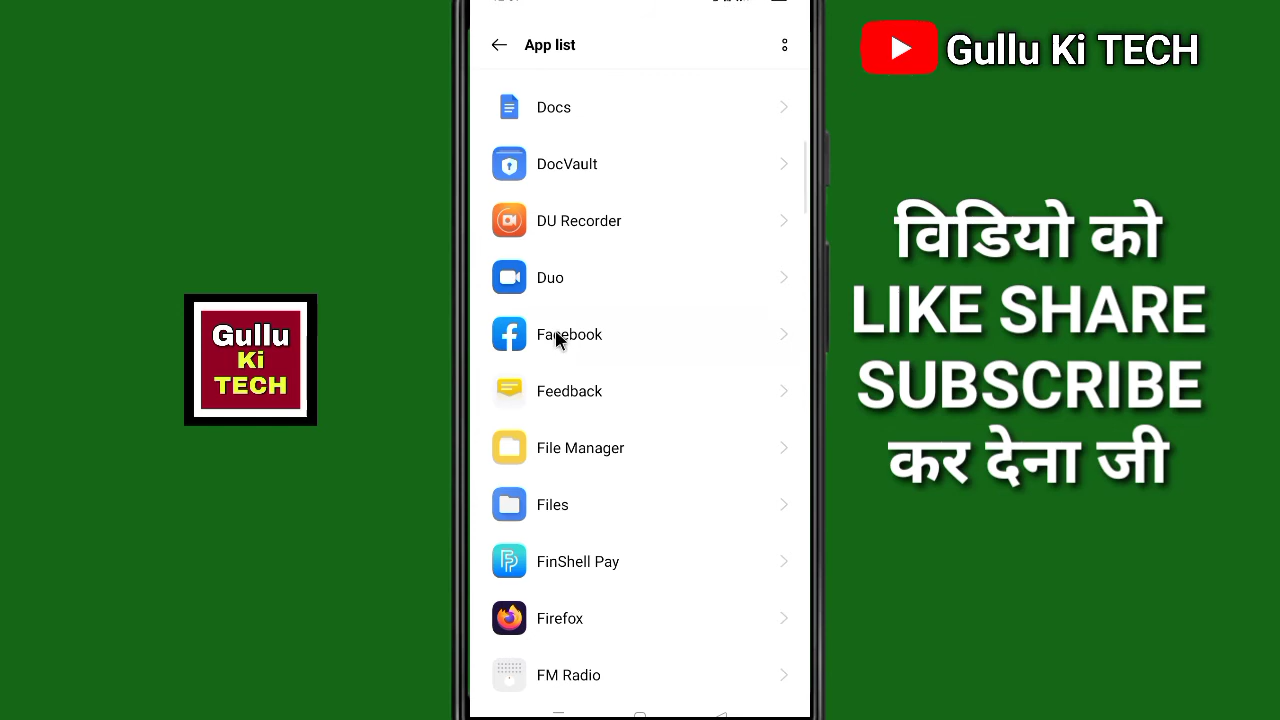 App list
Docs
DocVault
DU Recorder
Duo
Facebook
Feedback
File Manager
Files
FinShell Pay
Firefox
FM Radio
Gullu
Ki
TECH
Gullu Ki TECH
विडियो को
LIKE SHARE
SUBSCRIBE
कर देना जी